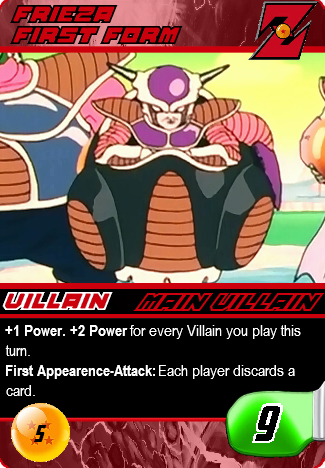 FRIEZA
FIRST FORM
Z
VILLAIN MAIN VILLAIN
+1 Power. +2 Power for every Villain you play this
turn.
First Appearence-Attack: Each player discards a
card.
5 9